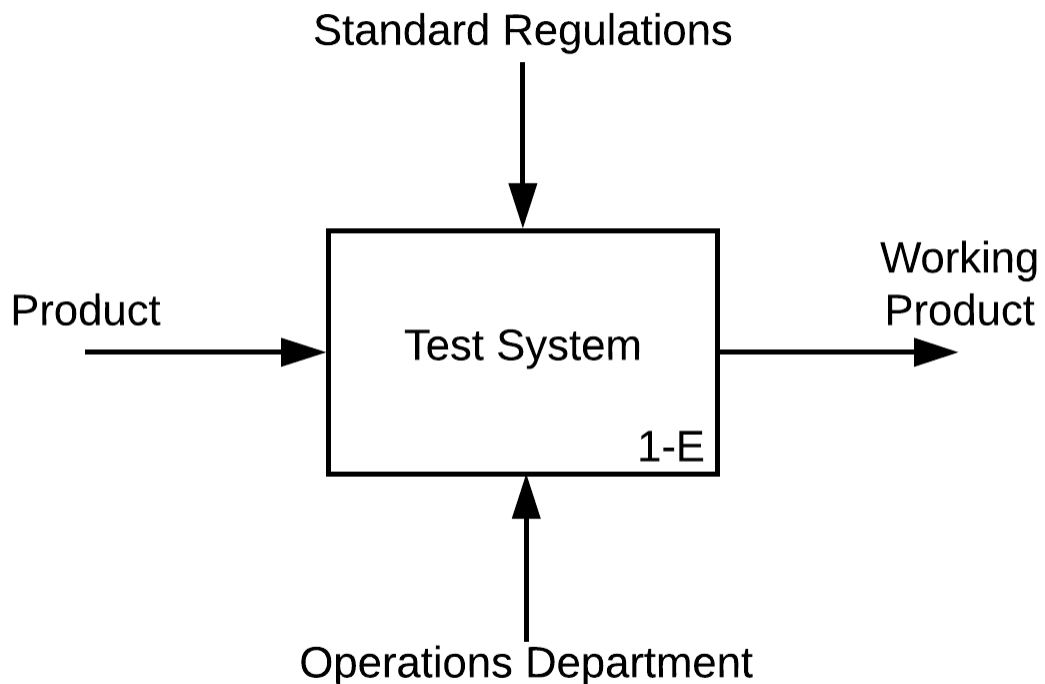 Standard Regulations
Working
Product
Product
Test System
1-E
Operations Department